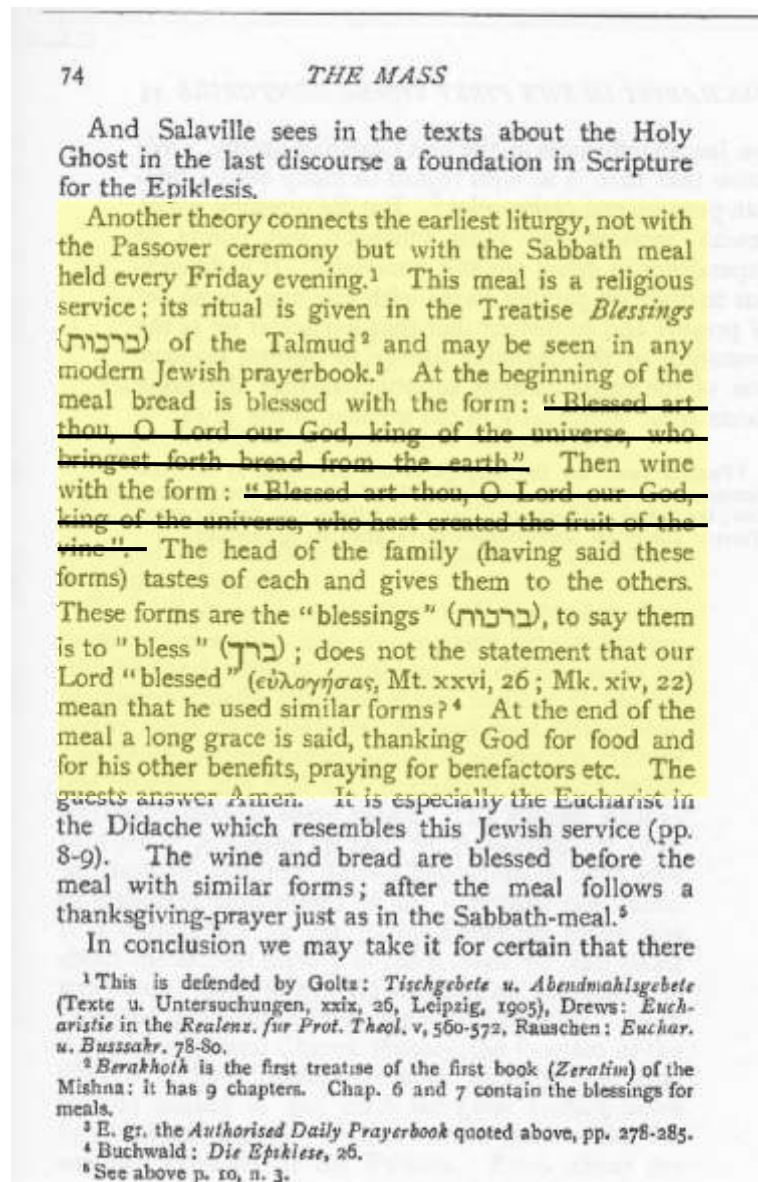 74 THE MASS
And Salaville sees in the texts about the Holy
Ghost in the last discourse a foundation in Scripture
for the Epiklesis.
Another theory connects the earliest liturgy, not with
the Passover ceremony but with the Sabbath meal
held every Friday evening.¹ This meal is a religious
service; its ritual is given in the Treatise Blessings
(ברכות) of the Talmud² and may be seen in any
modern Jewish prayerbook.³ At the beginning of the
meal bread is blessed with the form: "Blessed art
thou, O Lord our God, king of the universe, who
bringest forth bread from the earth". Then wine
with the form: "Blessed art thou, O Lord our God,
king of the universe, who hast created the fruit of the
vine". The head of the family (having said these
forms) tastes of each and gives them to the others.
These forms are the "blessings" (ברכות), to say them
is to "bless" (ברך); does not the statement that our
Lord "blessed" (εὐλογήσας, Mt. xxvi, 26; Mk. xiv, 22)
mean that he used similar forms?⁴ At the end of the
meal a long grace is said, thanking God for food and
for his other benefits, praying for benefactors etc. The
guests answer Amen. It is especially the Eucharist in
the Didache which resembles this Jewish service (pp.
8-9). The wine and bread are blessed before the
meal with similar forms; after the meal follows a
thanksgiving-prayer just as in the Sabbath-meal.⁵
In conclusion we may take it for certain that there
¹ This is defended by Goltz: Tischgebete u. Abendmahlsgebete
(Texte u. Untersuchungen, xxix, 26, Leipzig, 1905), Drews: Euch-
aristie in the Realenz. fur Prot. Theol. v, 560-572, Rauschen: Euchar.
u. Busssakr. 78-80.
² Berakhoth is the first treatise of the first book (Zeratim) of the
Mishna: it has 9 chapters. Chap. 6 and 7 contain the blessings for
meals.
³ E. gr. the Authorised Daily Prayerbook quoted above, pp. 278-285.
⁴ Buchwald: Die Epiklese, 26.
⁵ See above p. 10, n. 3.